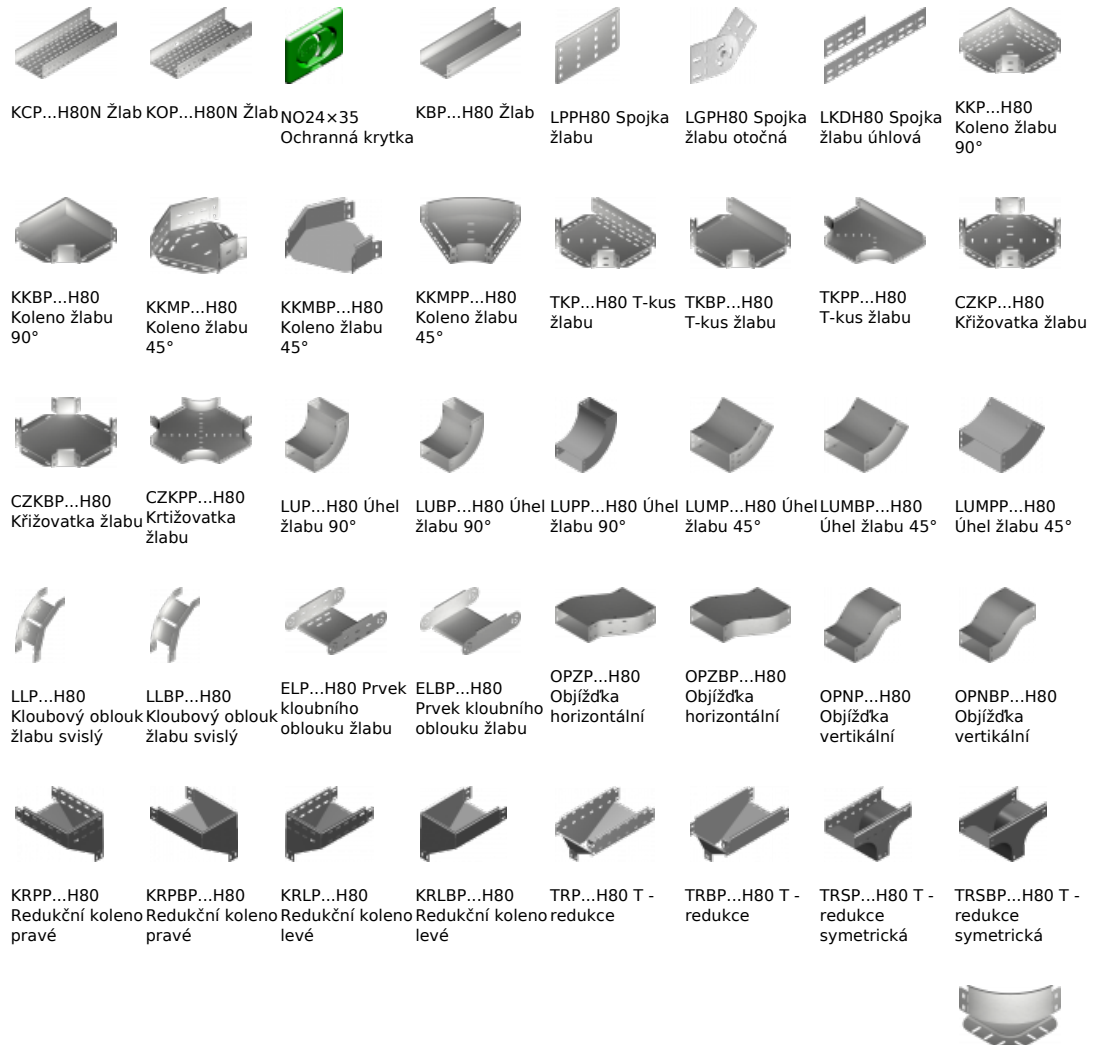 KCP...H80N Žlab
KOP...H80N Žlab
NO24×35
Ochranná krytka
KBP...H80 Žlab
LPPH80 Spojka
žlabu
LGPH80 Spojka
žlabu otočná
LKDH80 Spojka
žlabu úhlová
KKP...H80
Koleno žlabu
90°
KKBP...H80
Koleno žlabu
90°
KKMP...H80
Koleno žlabu
45°
KKMBP...H80
Koleno žlabu
45°
KKMPP...H80
Koleno žlabu
45°
TKP...H80 T-kus
žlabu
TKBP...H80
T-kus žlabu
TKPP...H80
T-kus žlabu
CZKP...H80
Křižovatka žlabu
CZKBP...H80
Křižovatka žlabu
CZKPP...H80
Krtižovatka
žlabu
LUP...H80 Úhel
žlabu 90°
LUBP...H80 Úhel
žlabu 90°
LUPP...H80 Úhel
žlabu 90°
LUMP...H80 Úhel
žlabu 45°
LUMBP...H80
Úhel žlabu 45°
LUMPP...H80
Úhel žlabu 45°
LLP...H80
Kloubový oblouk
žlabu svislý
LLBP...H80
Kloubový oblouk
žlabu svislý
ELP...H80 Prvek
kloubního
oblouku žlabu
ELBP...H80
Prvek kloubního
oblouku žlabu
OPZP...H80
Objížďka
horizontální
OPZBP...H80
Objížďka
horizontální
OPNP...H80
Objížďka
vertikální
OPNBP...H80
Objížďka
vertikální
KRPP...H80
Redukční koleno
pravé
KRPBP...H80
Redukční koleno
pravé
KRLP...H80
Redukční koleno
levé
KRLBP...H80
Redukční koleno
levé
TRP...H80 T -
redukce
TRBP...H80 T -
redukce
TRSP...H80 T -
redukce
symetrická
TRSBP...H80 T -
redukce
symetrická